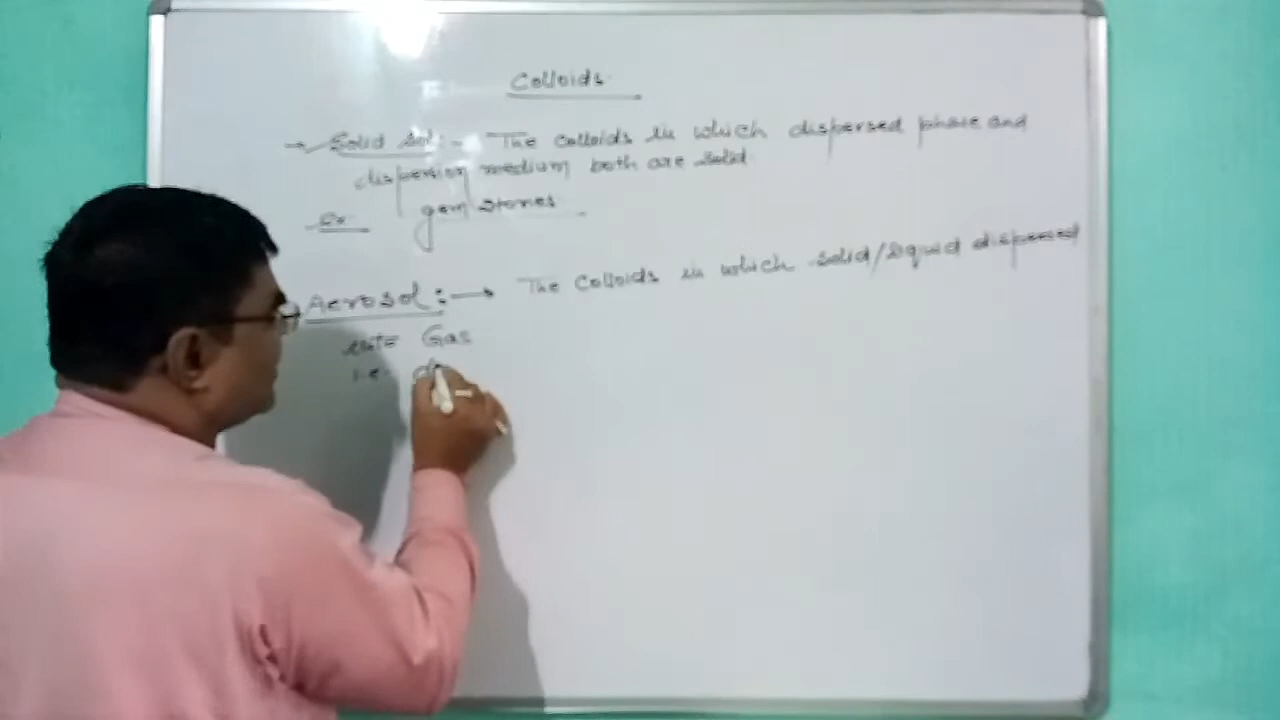 Colloids
→ Solid sol:- The colloids in which dispersed phase and
dispersion medium both are solid.
Ex gem stones
Aerosol:→ The colloids in which solid/liquid dispersed
into Gas
i.e.